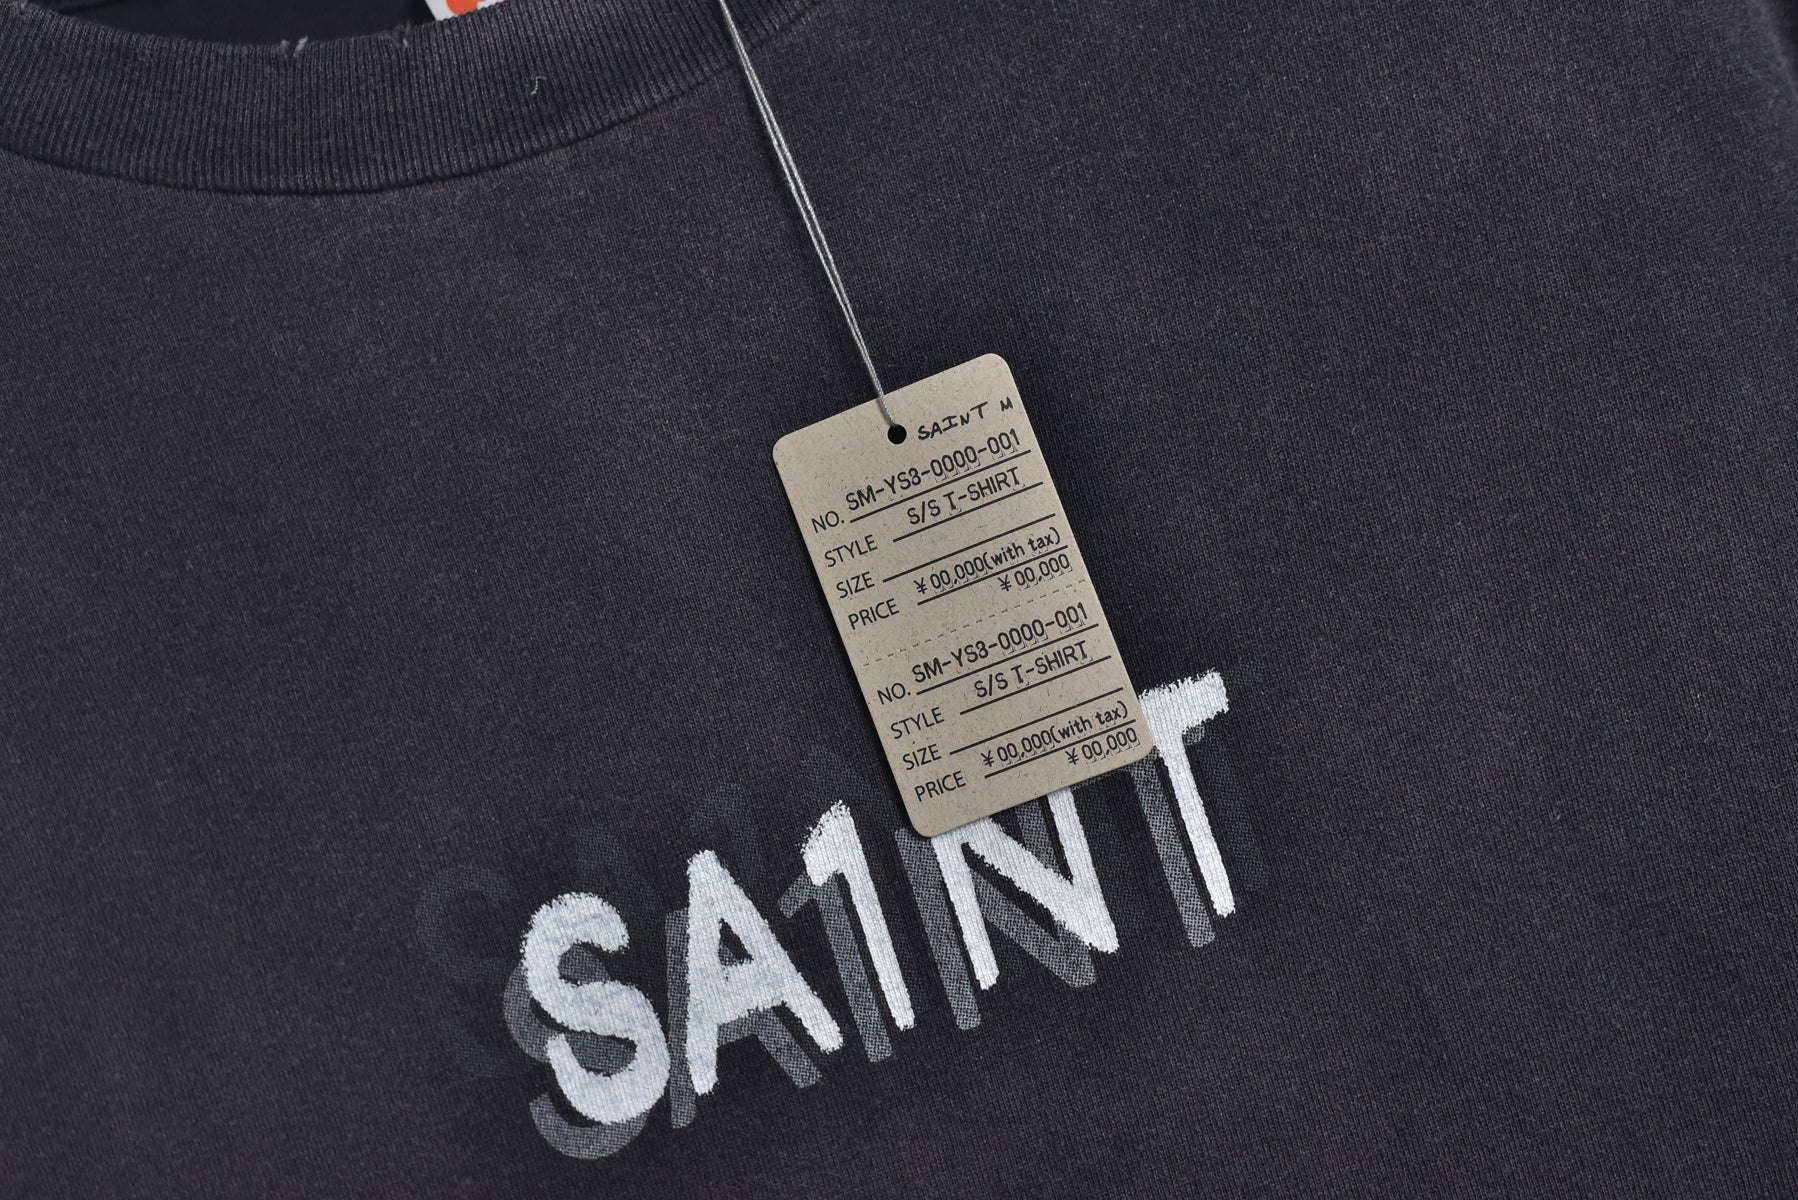 SAINT M
NO. SM-YS3-0000-001
STYLE S/S T-SHIRT
SIZE
PRICE ¥00,000(with tax)
¥00,000
NO. SM-YS3-0000-001
STYLE S/S T-SHIRT
SIZE
PRICE ¥00,000(with tax)
¥00,000
SA1NT